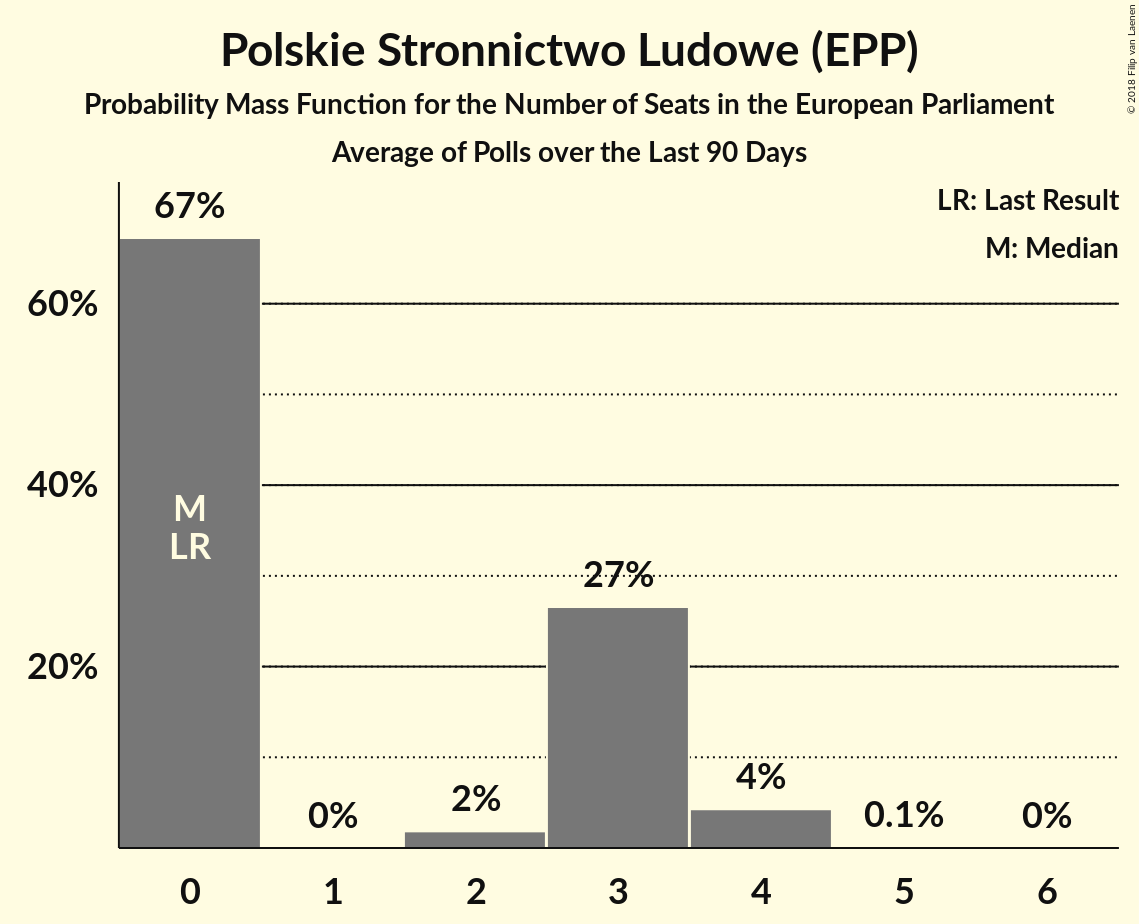 Polskie Stronnictwo Ludowe (EPP)
Probability Mass Function for the Number of Seats in the European Parliament
Average of Polls over the Last 90 Days
© 2018 Filip van Laenen
LR: Last Result
M: Median
67%
60%
40%
20%
M
LR
0%
2%
27%
4%
0.1%
0%
0 1 2 3 4 5 6